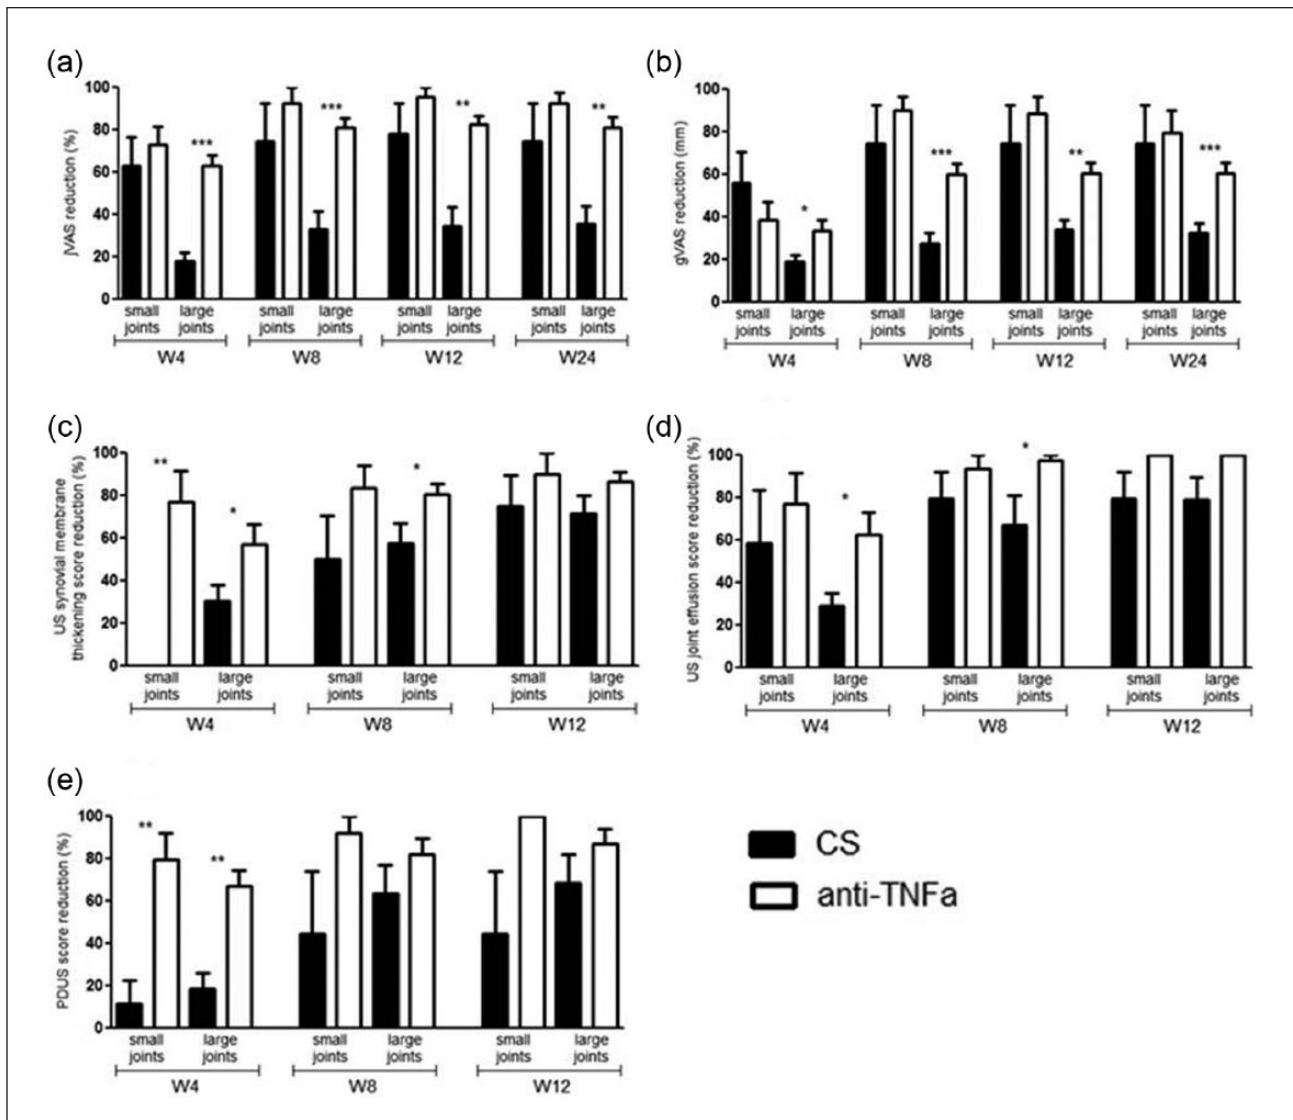 (a)
jVAS reduction (%)
100
80
60
40
20
0
***
***
**
**
small joints
large joints
small joints
large joints
small joints
large joints
small joints
large joints
W4
W8
W12
W24
(b)
gVAS reduction (mm)
100
80
60
40
20
0
*
***
**
***
small joints
large joints
small joints
large joints
small joints
large joints
small joints
large joints
W4
W8
W12
W24
(c)
US synovial membrane
thickening score reduction (%)
100
80
60
40
20
0
**
*
*
small joints
large joints
small joints
large joints
small joints
large joints
W4
W8
W12
(d)
US joint effusion score reduction (%)
100
80
60
40
20
0
*
*
small joints
large joints
small joints
large joints
small joints
large joints
W4
W8
W12
(e)
PDUS score reduction (%)
100
80
60
40
20
0
**
**
small joints
large joints
small joints
large joints
small joints
large joints
W4
W8
W12
CS
anti-TNFa